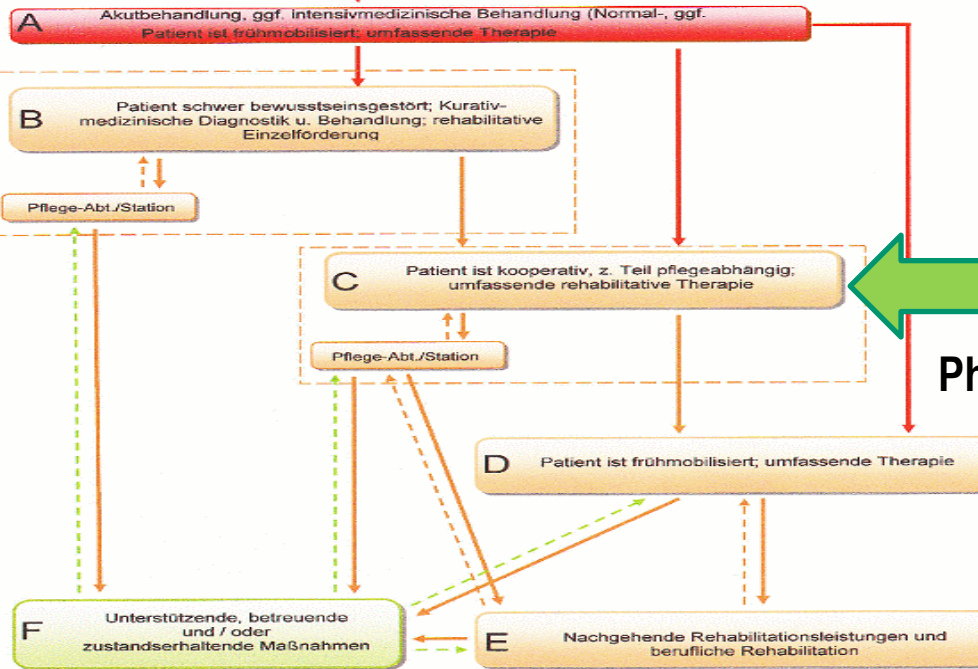 A
Akutbehandlung, ggf. intensivmedizinische Behandlung (Normal-, ggf.
Patient ist frühmobilisiert; umfassende Therapie
B
Patient schwer bewusstseinsgestört; Kurativ-
medizinische Diagnostik u. Behandlung; rehabilitative
Einzelförderung
Pflege-Abt./Station
C
Patient ist kooperativ, z. Teil pflegeabhängig;
umfassende rehabilitative Therapie
Pflege-Abt./Station
Ph
D
Patient ist frühmobilisiert; umfassende Therapie
F
Unterstützende, betreuende
und / oder
zustandserhaltende Maßnahmen
E
Nachgehende Rehabilitationsleistungen und
berufliche Rehabilitation